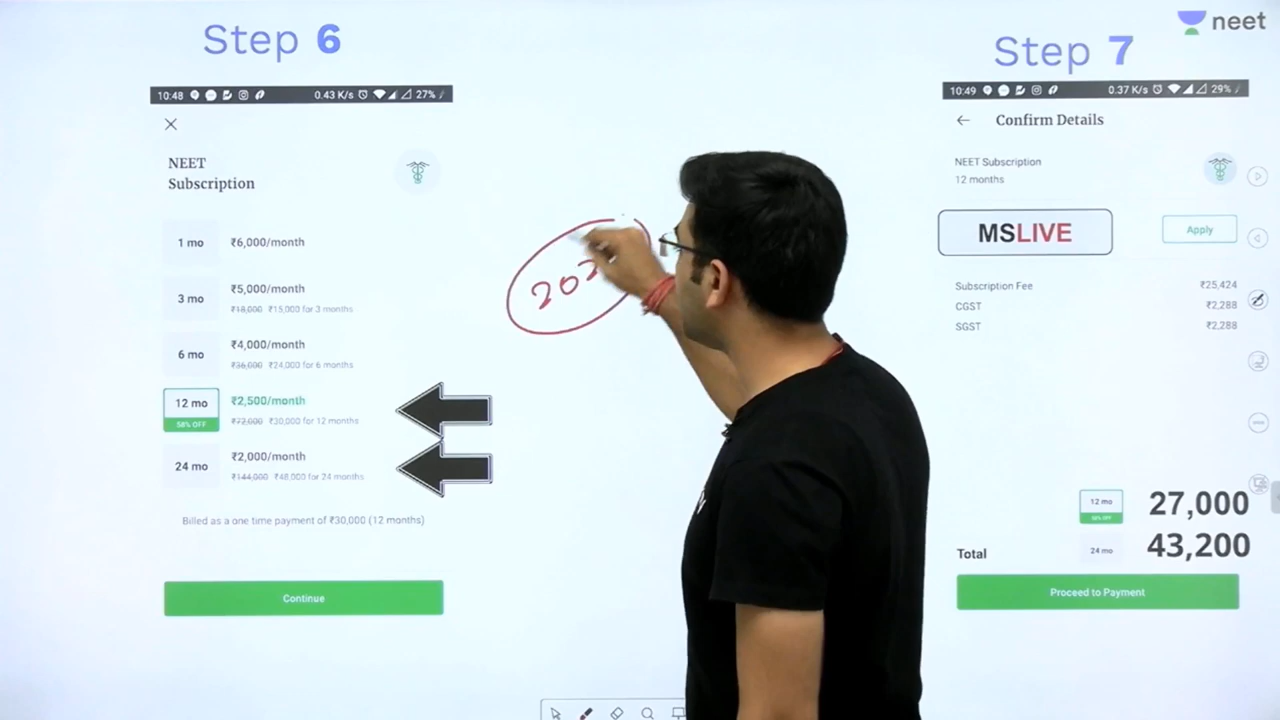 Step 6
10:48 0.43 K/s 27%
NEET
Subscription
1 mo ₹6,000/month
3 mo ₹5,000/month
₹18,000 ₹15,000 for 3 months
6 mo ₹4,000/month
₹36,000 ₹24,000 for 6 months
12 mo ₹2,500/month
58% OFF ₹72,000 ₹30,000 for 12 months
24 mo ₹2,000/month
₹144,000 ₹48,000 for 24 months
Billed as a one time payment of ₹30,000 (12 months)
Continue
neet
Step 7
10:49 0.37 K/s 29%
Confirm Details
NEET Subscription
12 months
MSLIVE Apply
Subscription Fee ₹25,424
CGST ₹2,288
SGST ₹2,288
12 mo 27,000
Total 24 mo 43,200
Proceed to Payment